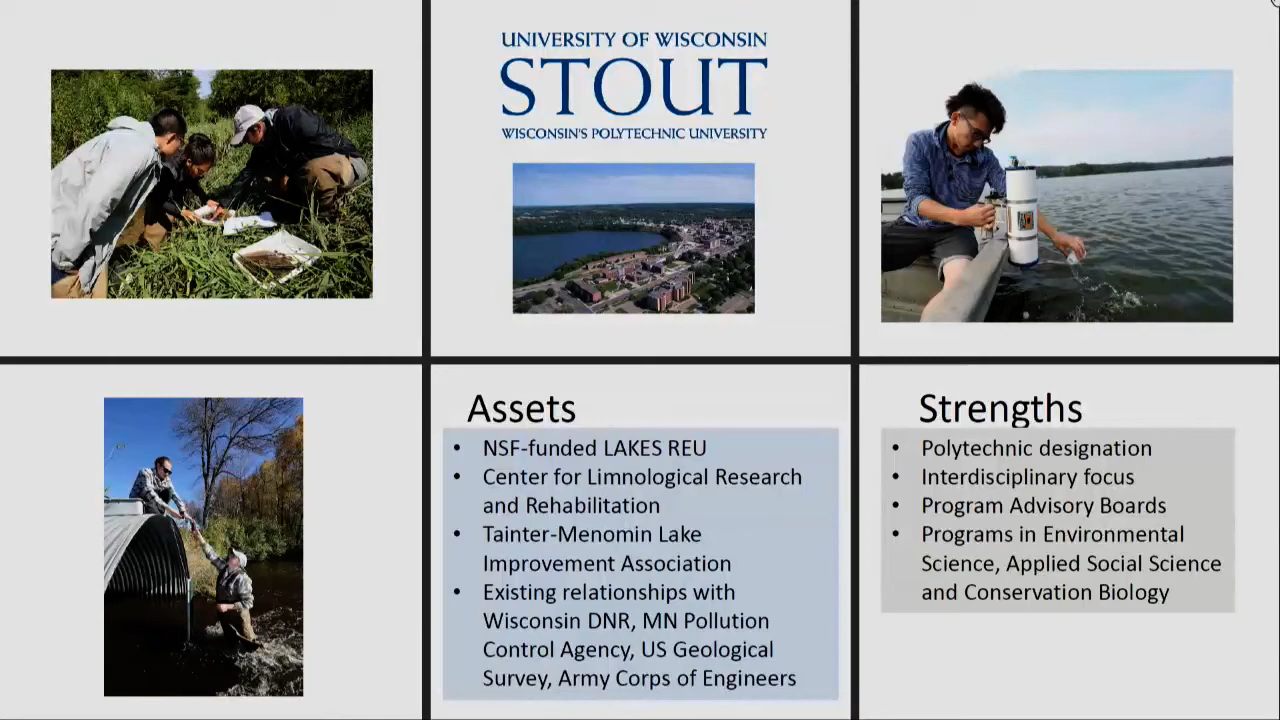 UNIVERSITY OF WISCONSIN
STOUT
WISCONSIN'S POLYTECHNIC UNIVERSITY
Assets
• NSF-funded LAKES REU
• Center for Limnological Research
and Rehabilitation
• Tainter-Menomin Lake
Improvement Association
• Existing relationships with
Wisconsin DNR, MN Pollution
Control Agency, US Geological
Survey, Army Corps of Engineers
Strengths
• Polytechnic designation
• Interdisciplinary focus
• Program Advisory Boards
• Programs in Environmental
Science, Applied Social Science
and Conservation Biology